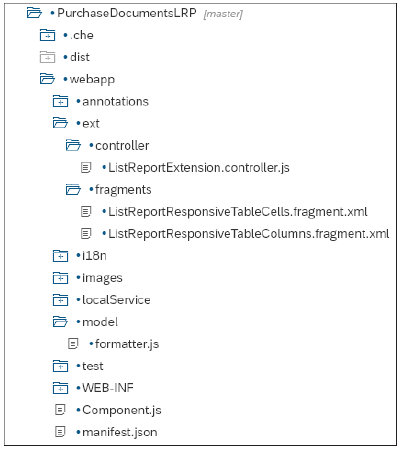 PurchaseDocumentsLRP [master]
.che
dist
webapp
annotations
ext
controller
ListReportExtension.controller.js
fragments
ListReportResponsiveTableCells.fragment.xml
ListReportResponsiveTableColumns.fragment.xml
i18n
images
localService
model
formatter.js
test
WEB-INF
Component.js
manifest.json